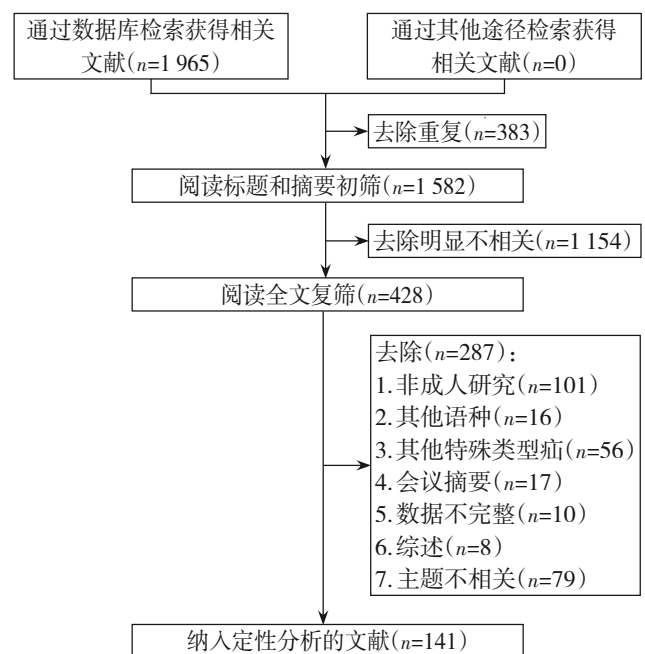 通过数据库检索获得相关
文献(n=1 965)
通过其他途径检索获得
相关文献(n=0)
去除重复(n=383)
阅读标题和摘要初筛(n=1 582)
去除明显不相关(n=1 154)
阅读全文复筛(n=428)
去除(n=287):
1.非成人研究(n=101)
2.其他语种(n=16)
3.其他特殊类型疝(n=56)
4.会议摘要(n=17)
5.数据不完整(n=10)
6.综述(n=8)
7.主题不相关(n=79)
纳入定性分析的文献(n=141)